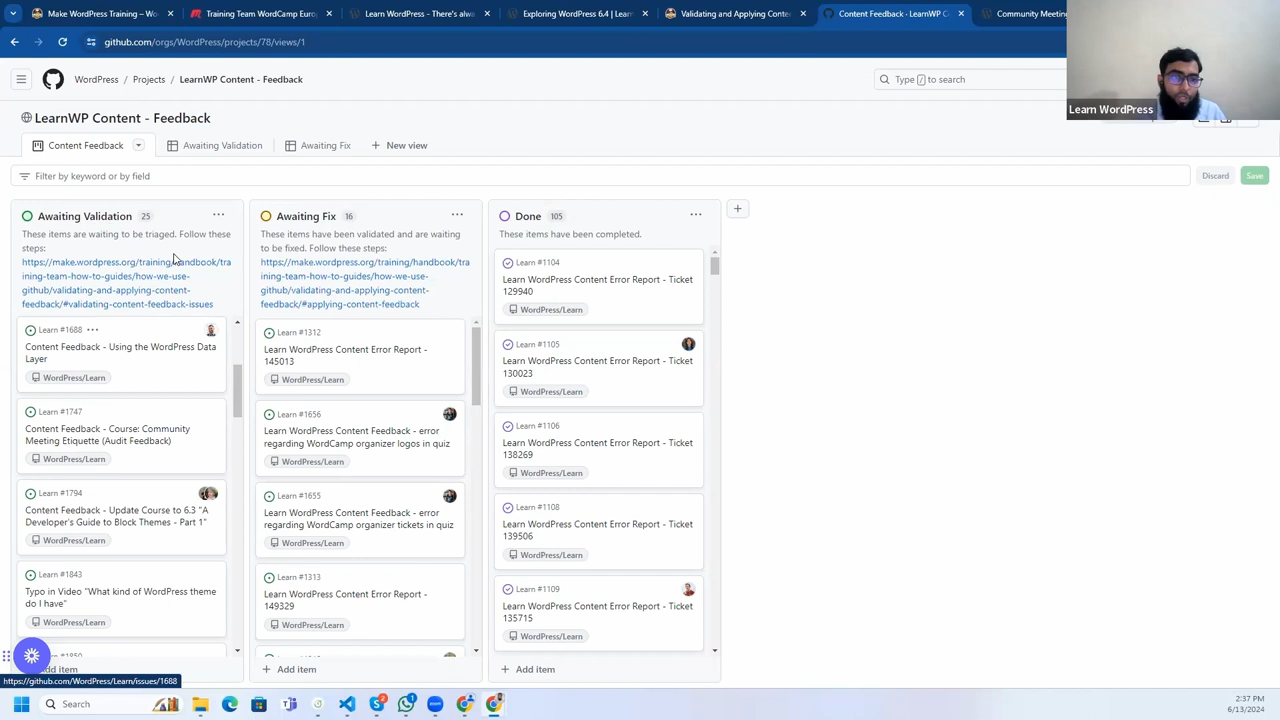 Make WordPress Training – Wo
Training Team WordCamp Euro
Learn WordPress - There's alwa
Exploring WordPress 6.4 | Learn
Validating and Applying Conten
Content Feedback · LearnWP C
Community Meeting
github.com/orgs/WordPress/projects/78/views/1
WordPress / Projects / LearnWP Content - Feedback
Type / to search
Learn WordPress
LearnWP Content - Feedback
Content Feedback
Awaiting Validation
Awaiting Fix
New view
Filter by keyword or by field
Discard
Save
Awaiting Validation 25
These items are waiting to be triaged. Follow these
steps:
https://make.wordpress.org/training/handbook/tra
ining-team-how-to-guides/how-we-use-
github/validating-and-applying-content-
feedback/#validating-content-feedback-issues
Learn #1688
Content Feedback - Using the WordPress Data
Layer
WordPress/Learn
Learn #1747
Content Feedback - Course: Community
Meeting Etiquette (Audit Feedback)
WordPress/Learn
Learn #1794
Content Feedback - Update Course to 6.3 "A
Developer's Guide to Block Themes - Part 1"
WordPress/Learn
Learn #1843
Typo in Video "What kind of WordPress theme
do I have"
WordPress/Learn
Learn #1850
Add item
Awaiting Fix 16
These items have been validated and are waiting
to be fixed. Follow these steps:
https://make.wordpress.org/training/handbook/tra
ining-team-how-to-guides/how-we-use-
github/validating-and-applying-content-
feedback/#applying-content-feedback
Learn #1312
Learn WordPress Content Error Report -
145013
WordPress/Learn
Learn #1656
Learn WordPress Content Feedback - error
regarding WordCamp organizer logos in quiz
WordPress/Learn
Learn #1655
Learn WordPress Content Feedback - error
regarding WordCamp organizer tickets in quiz
WordPress/Learn
Learn #1313
Learn WordPress Content Error Report -
149329
WordPress/Learn
Add item
Done 105
These items have been completed.
Learn #1104
Learn WordPress Content Error Report - Ticket
129940
WordPress/Learn
Learn #1105
Learn WordPress Content Error Report - Ticket
130023
WordPress/Learn
Learn #1106
Learn WordPress Content Error Report - Ticket
138269
WordPress/Learn
Learn #1108
Learn WordPress Content Error Report - Ticket
139506
WordPress/Learn
Learn #1109
Learn WordPress Content Error Report - Ticket
135715
WordPress/Learn
Add item
https://github.com/WordPress/Learn/issues/1688
Search
2
1
2:37 PM
6/13/2024